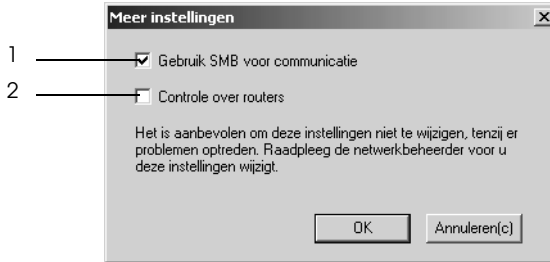 Meer instellingen
1
Gebruik SMB voor communicatie
2
Controle over routers
Het is aanbevolen om deze instellingen niet te wijzigen, tenzij er
problemen optreden. Raadpleeg de netwerkbeheerder voor u
deze instellingen wijzigt.
OK
Annuleren(c)